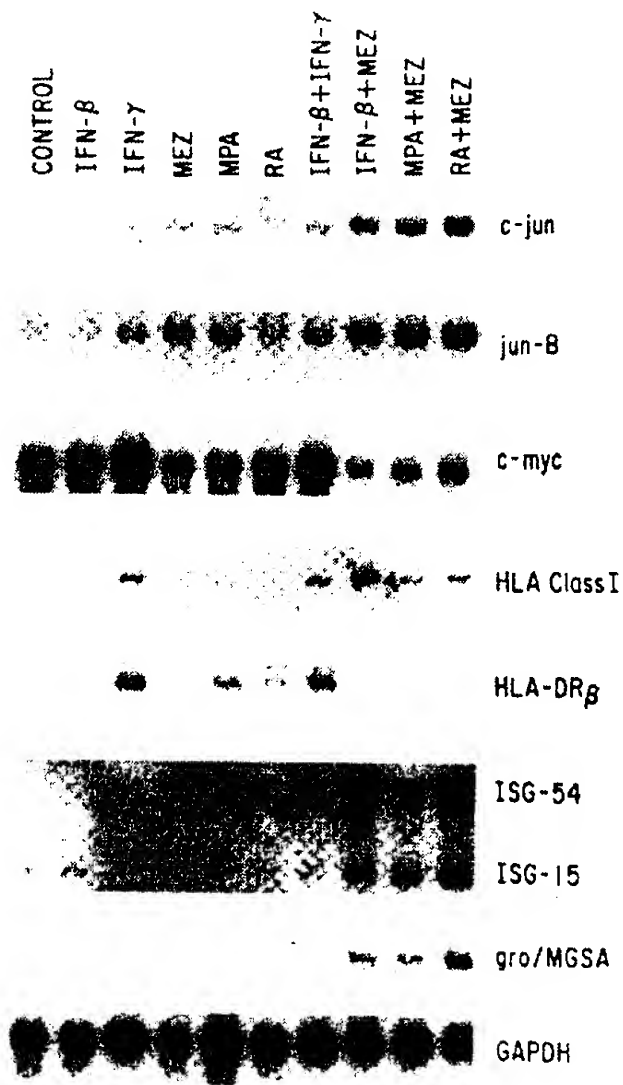 CONTROL
IFN-β
IFN-γ
MEZ
MPA
RA
IFN-β+IFN-γ
IFN-β+MEZ
MPA+MEZ
RA+MEZ
c-jun
jun-B
c-myc
HLA Class I
HLA-DRβ
ISG-54
ISG-15
gro/MGSA
GAPDH